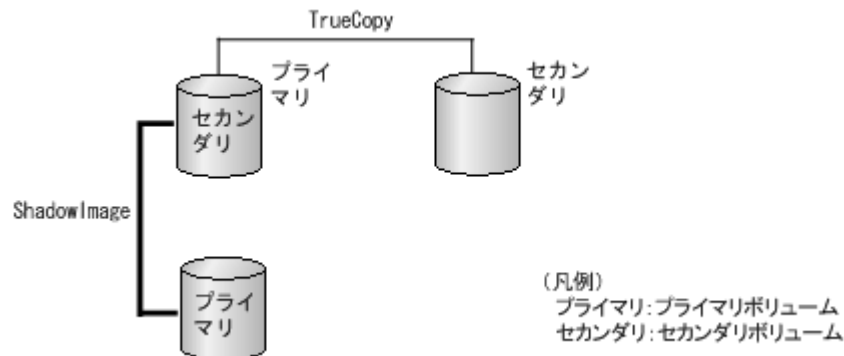 TrueCopy
プライ
マリ
セカン
ダリ
セカン
ダリ
ShadowImage
プライ
マリ
(凡例)
プライマリ:プライマリボリューム
セカンダリ:セカンダリボリューム